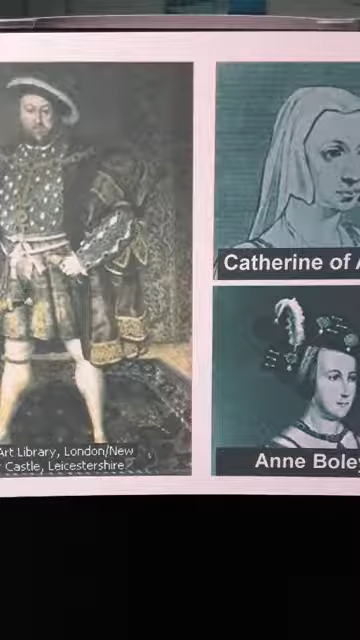 Art Library, London/New
Castle, Leicestershire
Catherine of A
Anne Boley